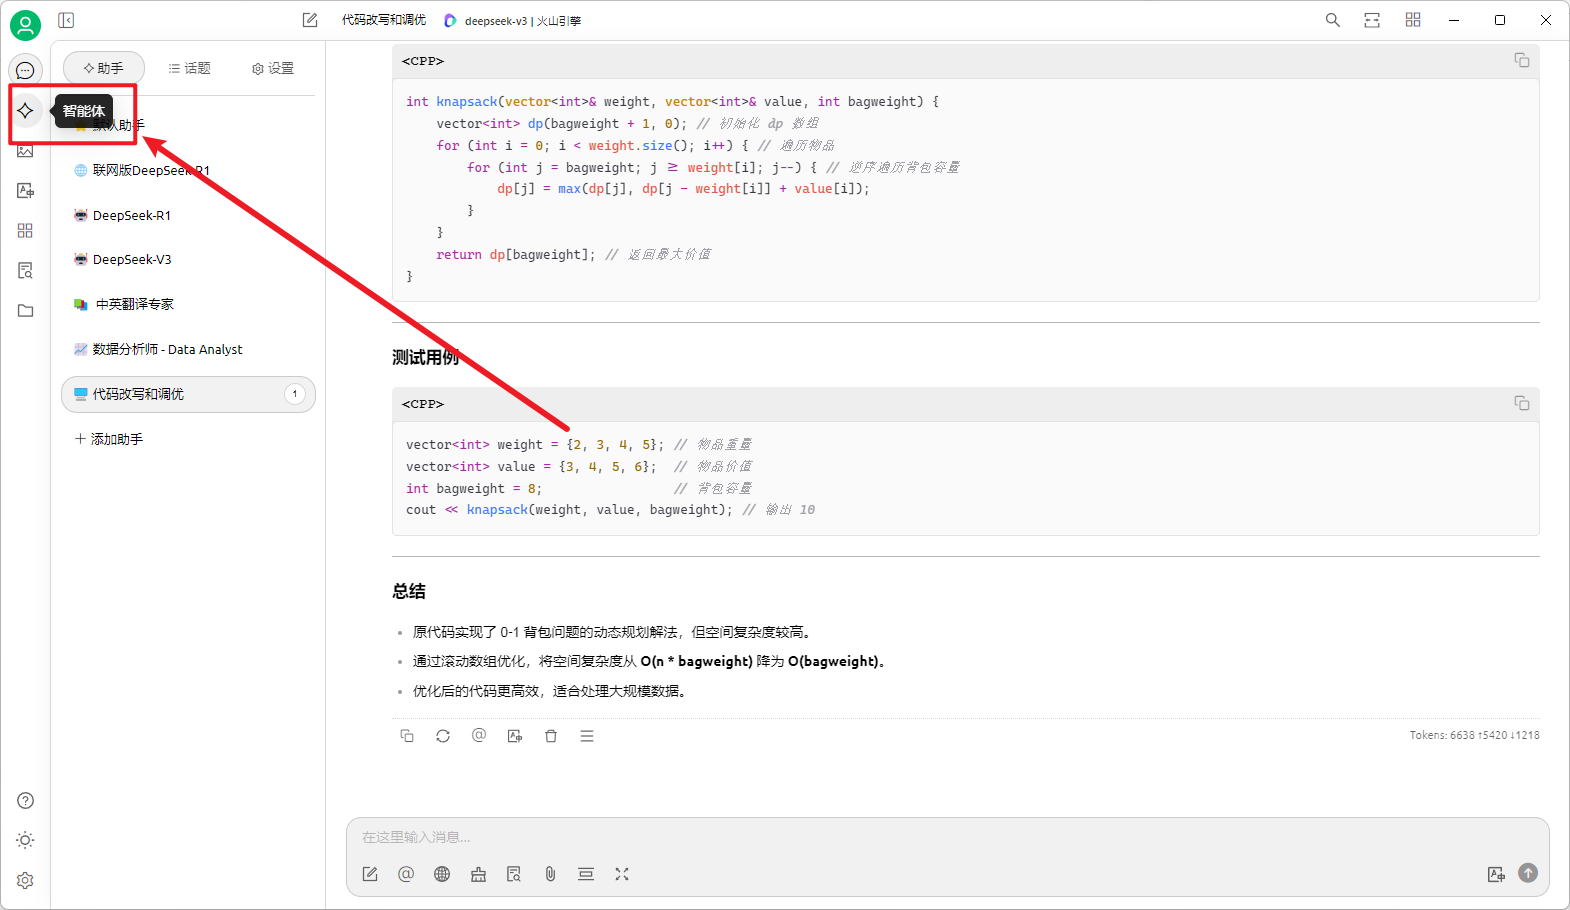 代码改写和调优
deepseek-v3 | 火山引擎
助手
话题
设置
智能体
默认助手
联网版DeepSeek-R1
DeepSeek-R1
DeepSeek-V3
中英翻译专家
数据分析师 - Data Analyst
代码改写和调优
1
添加助手
<CPP>
int knapsack(vector<int>& weight, vector<int>& value, int bagweight) {
vector<int> dp(bagweight + 1, 0); // 初始化 dp 数组
for (int i = 0; i < weight.size(); i++) { // 遍历物品
for (int j = bagweight; j ≥ weight[i]; j--) { // 逆序遍历背包容量
dp[j] = max(dp[j], dp[j - weight[i]] + value[i]);
}
}
return dp[bagweight]; // 返回最大价值
}
测试用例
<CPP>
vector<int> weight = {2, 3, 4, 5}; // 物品重量
vector<int> value = {3, 4, 5, 6}; // 物品价值
int bagweight = 8; // 背包容量
cout << knapsack(weight, value, bagweight); // 输出 10
总结
原代码实现了 0-1 背包问题的动态规划解法，但空间复杂度较高。
通过滚动数组优化，将空间复杂度从 O(n * bagweight) 降为 O(bagweight)。
优化后的代码更高效，适合处理大规模数据。
Tokens: 6638 ↑5420 ↓1218
在这里输入消息...